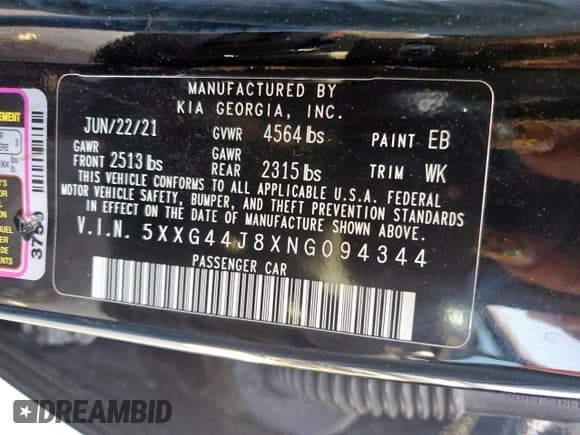 MANUFACTURED BY
KIA GEORGIA, INC.
JUN/22/21 GVWR 4564 lbs PAINT EB
GAWR FRONT 2513 lbs GAWR REAR 2315 lbs TRIM WK
THIS VEHICLE CONFORMS TO ALL APPLICABLE U.S.A. FEDERAL
MOTOR VEHICLE SAFETY, BUMPER, AND THEFT PREVENTION STANDARDS
IN EFFECT ON THE DATE OF MANUFACTURE SHOWN ABOVE.
V.I.N. 5XXG44J8XNG094344
PASSENGER CAR
DREAMBID